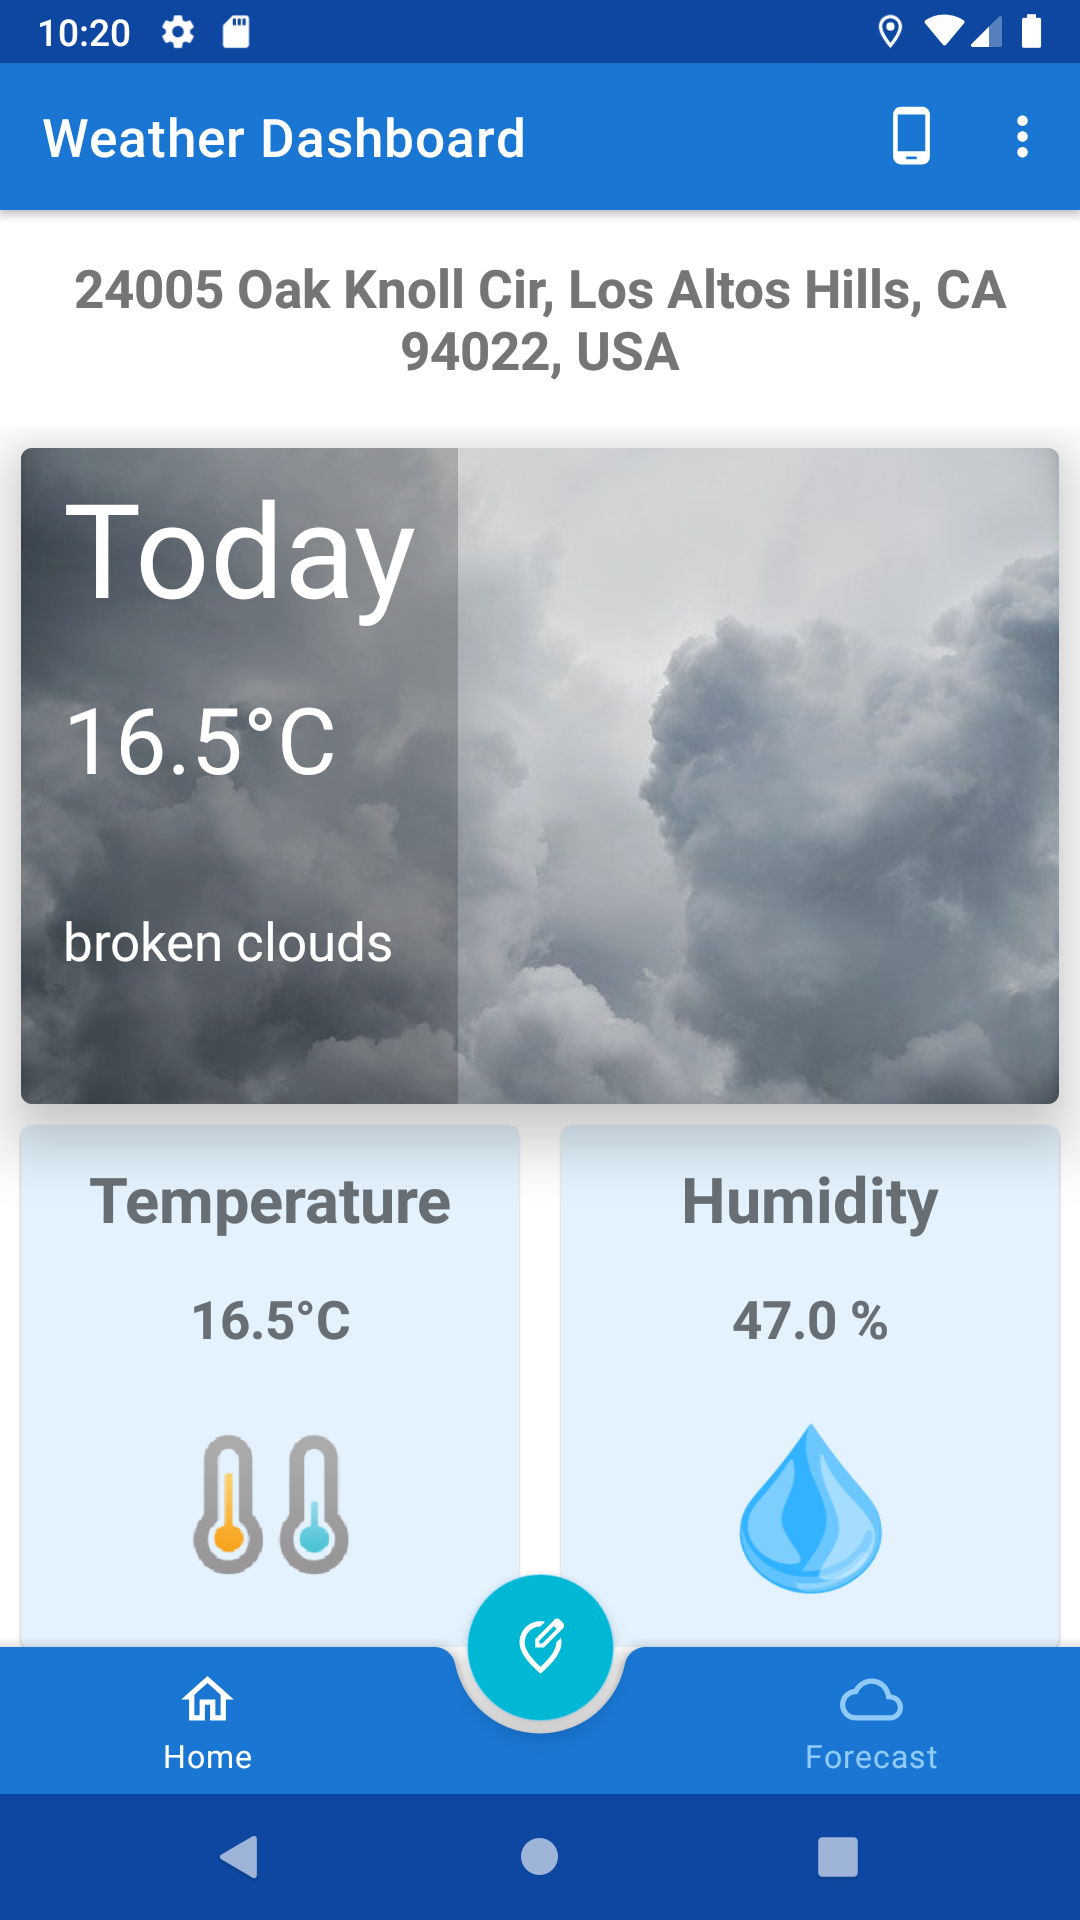 10:20
Weather Dashboard
24005 Oak Knoll Cir, Los Altos Hills, CA
94022, USA
Today
16.5°C
broken clouds
Temperature
Humidity
16.5°C
47.0 %
Home
Forecast